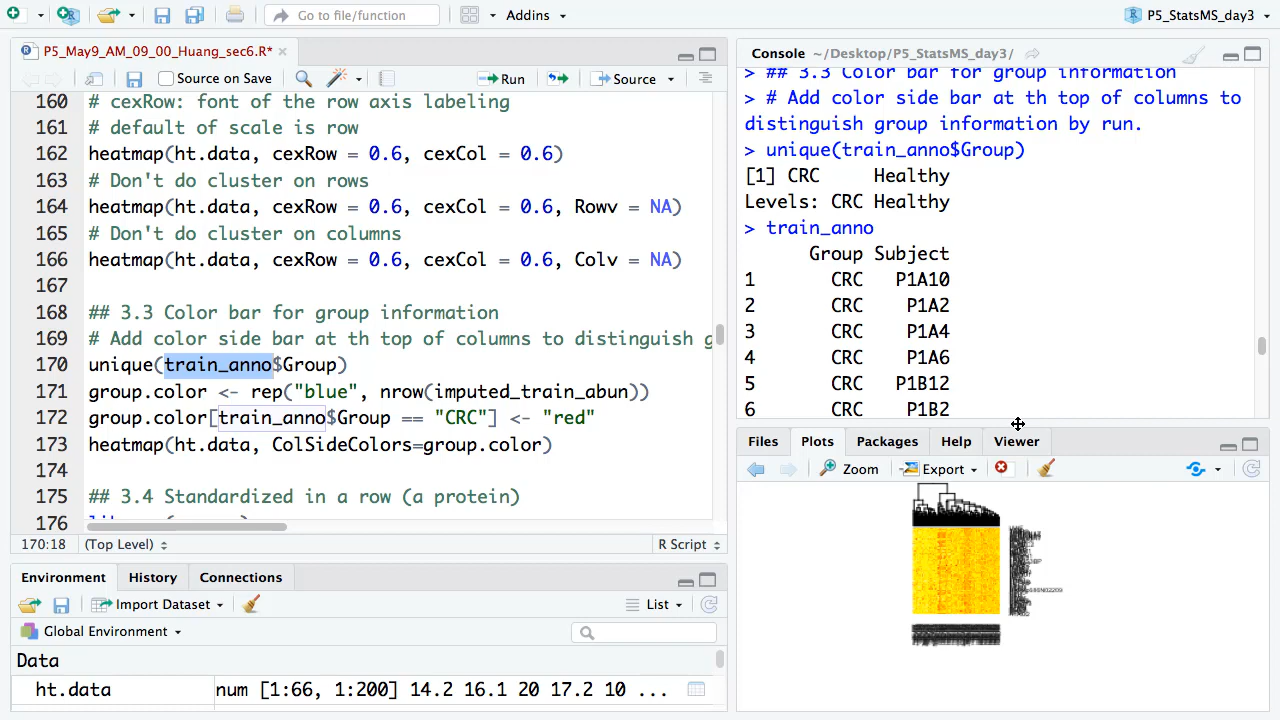 Go to file/function
Addins
P5_StatsMS_day3
P5_May9_AM_09_00_Huang_sec6.R*
Source on Save
Run
Source
160 # cexRow: font of the row axis labeling
161 # default of scale is row
162 heatmap(ht.data, cexRow = 0.6, cexCol = 0.6)
163 # Don't do cluster on rows
164 heatmap(ht.data, cexRow = 0.6, cexCol = 0.6, Rowv = NA)
165 # Don't do cluster on columns
166 heatmap(ht.data, cexRow = 0.6, cexCol = 0.6, Colv = NA)
167
168 ## 3.3 Color bar for group information
169 # Add color side bar at th top of columns to distinguish g
170 unique(train_anno$Group)
171 group.color <- rep("blue", nrow(imputed_train_abun))
172 group.color[train_anno$Group == "CRC"] <- "red"
173 heatmap(ht.data, ColSideColors=group.color)
174
175 ## 3.4 Standardized in a row (a protein)
176
170:18 (Top Level) R Script
Environment History Connections
Import Dataset List
Global Environment
Data
ht.data num [1:66, 1:200] 14.2 16.1 20 17.2 10 ...
Console ~/Desktop/P5_StatsMS_day3/
> ## 3.3 Color bar for group information
> # Add color side bar at th top of columns to
distinguish group information by run.
> unique(train_anno$Group)
[1] CRC Healthy
Levels: CRC Healthy
> train_anno
Group Subject
1 CRC P1A10
2 CRC P1A2
3 CRC P1A4
4 CRC P1A6
5 CRC P1B12
6 CRC P1B2
Files Plots Packages Help Viewer
Zoom Export